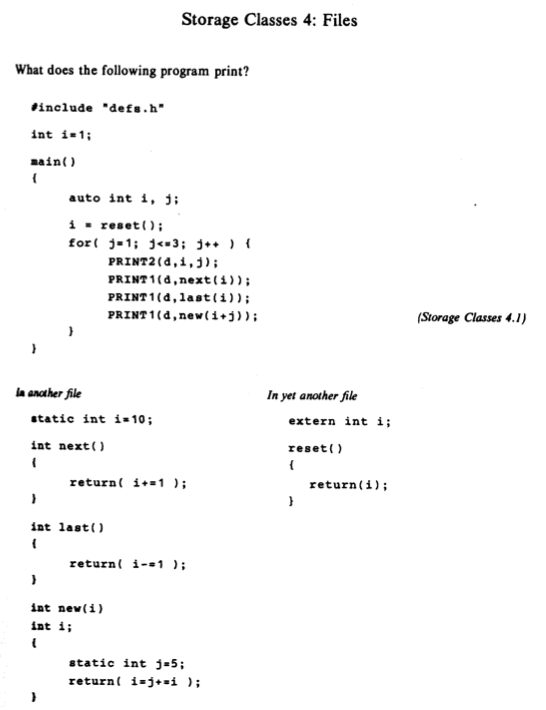 Storage Classes 4: Files
What does the following program print?
#include "defs.h"
int i=1;
main()
{
auto int i, j;
i = reset();
for( j=1; j<=3; j++ ) {
PRINT2(d,i,j);
PRINT1(d,next(i));
PRINT1(d,last(i));
PRINT1(d,new(i+j));
(Storage Classes 4.1)
}
}
In another file
static int i=10;
int next()
{
return( i+=1 );
}
int last()
{
return( i-=1 );
}
int new(i)
int i;
{
static int j=5;
return( i=j+=i );
}
In yet another file
extern int i;
reset()
{
return(i);
}